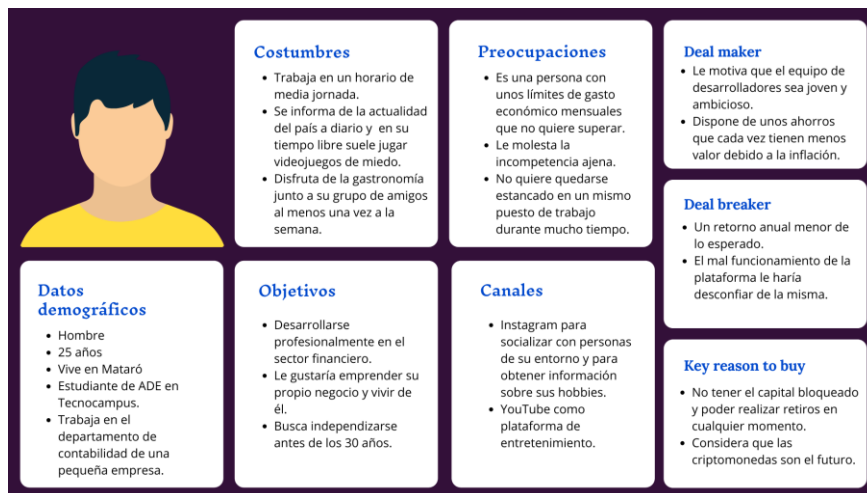 Costumbres
• Trabaja en un horario de
media jornada.
• Se informa de la actualidad
del país a diario y en su
tiempo libre suele jugar
videojuegos de miedo.
• Disfruta de la gastronomía
junto a su grupo de amigos
al menos una vez a la
semana.
Preocupaciones
• Es una persona con
unos límites de gasto
económico mensuales
que no quiere superar.
• Le molesta la
incompetencia ajena.
• No quiere quedarse
estancado en un mismo
puesto de trabajo
durante mucho tiempo.
Deal maker
• Le motiva que el equipo de
desarrolladores sea joven y
ambicioso.
• Dispone de unos ahorros
que cada vez tienen menos
valor debido a la inflación.
Deal breaker
• Un retorno anual menor de
lo esperado.
• El mal funcionamiento de la
plataforma le haría
desconfiar de la misma.
Datos
demográficos
• Hombre
• 25 años
• Vive en Mataró
• Estudiante de ADE en
Tecnocampus.
• Trabaja en el
departamento de
contabilidad de una
pequeña empresa.
Objetivos
• Desarrollarse
profesionalmente en el
sector financiero.
• Le gustaría emprender su
propio negocio y vivir de
él.
• Busca independizarse
antes de los 30 años.
Canales
• Instagram para
socializar con personas
de su entorno y para
obtener información
sobre sus hobbies.
• YouTube como
plataforma de
entretenimiento.
Key reason to buy
• No tener el capital bloqueado
y poder realizar retiros en
cualquier momento.
• Considera que las
criptomonedas son el futuro.